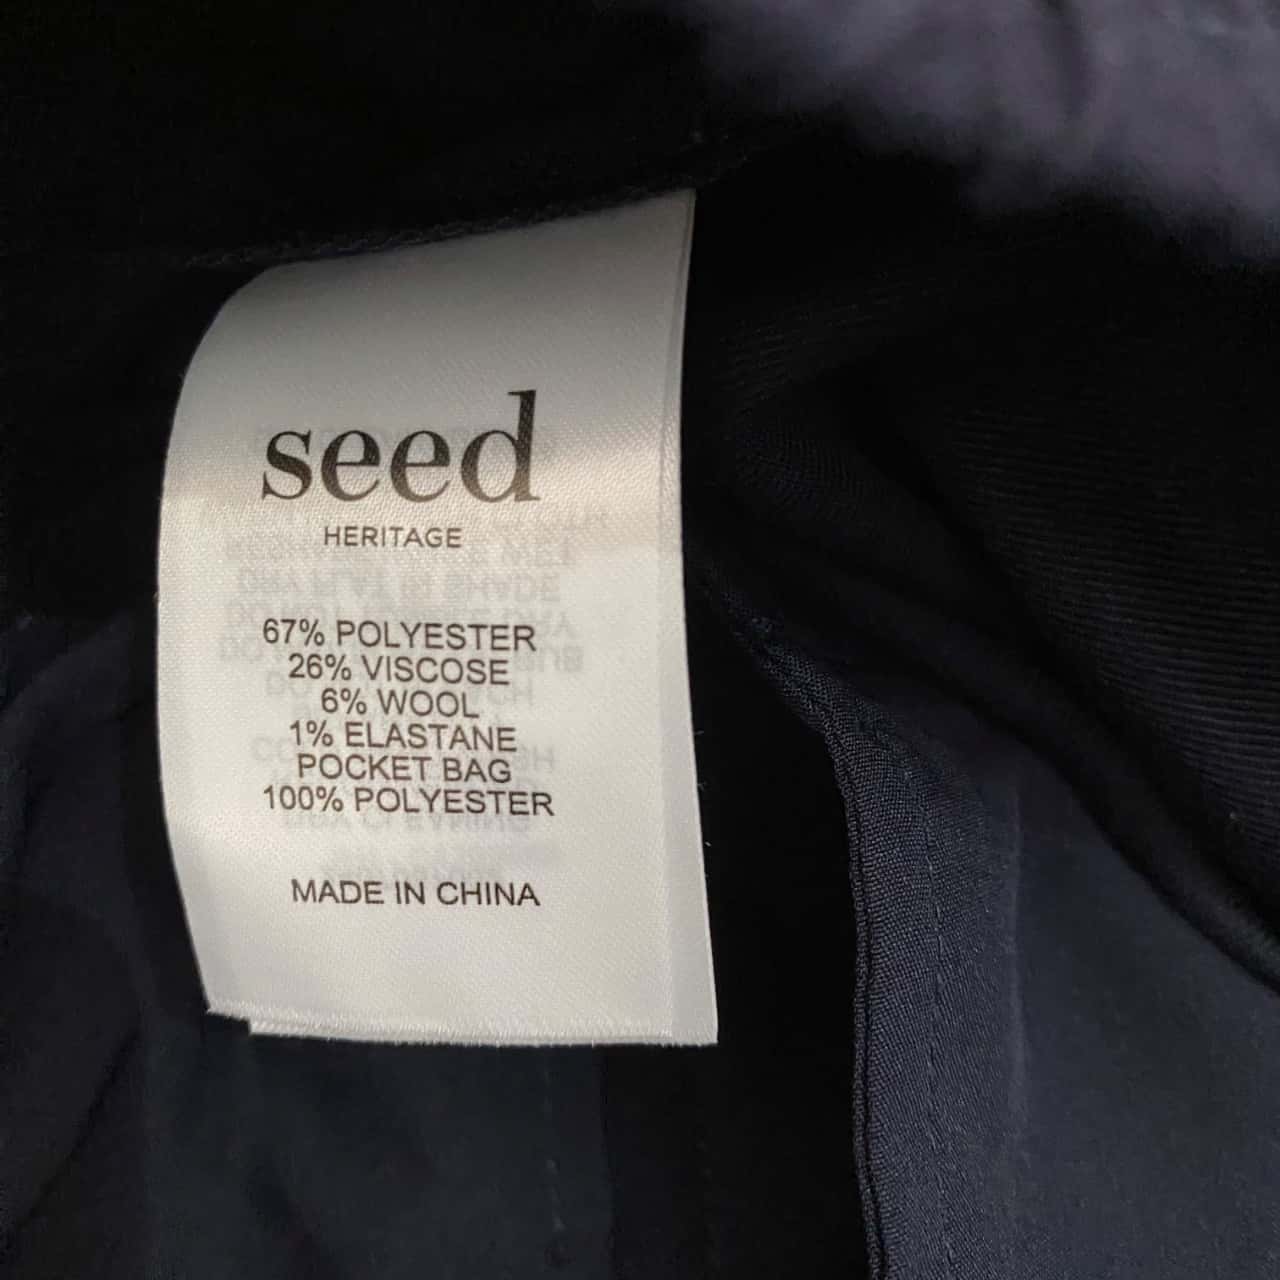 seed
HERITAGE
67% POLYESTER
26% VISCOSE
6% WOOL
1% ELASTANE
POCKET BAG
100% POLYESTER
MADE IN CHINA